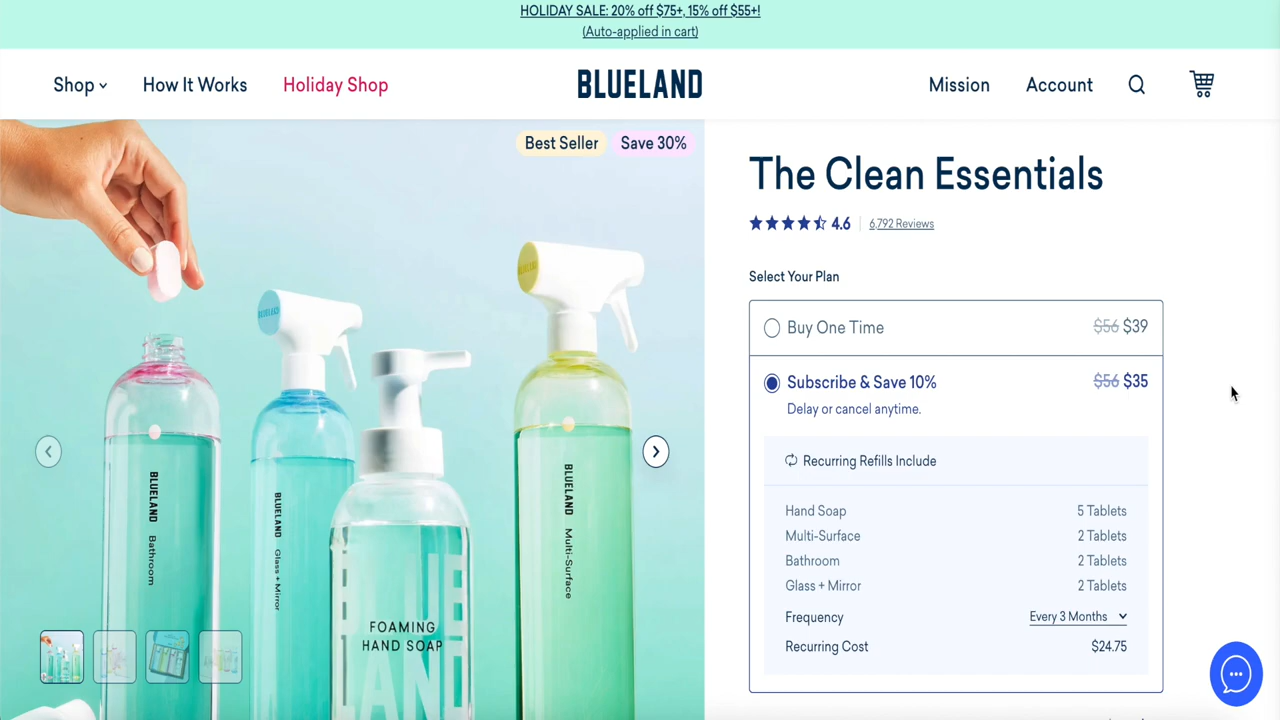 HOLIDAY SALE: 20% off $75+, 15% off $55+!
(Auto-applied in cart)
Shop
How It Works
Holiday Shop
BLUELAND
Mission
Account
Best Seller
Save 30%
The Clean Essentials
4.6
6,792 Reviews
Select Your Plan
Buy One Time
$56 $39
Subscribe & Save 10%
$56 $35
Delay or cancel anytime.
Recurring Refills Include
Hand Soap 5 Tablets
Multi-Surface 2 Tablets
Bathroom 2 Tablets
Glass + Mirror 2 Tablets
Frequency Every 3 Months
Recurring Cost $24.75
BLUELAND Bathroom
BLUELAND
BLUELAND Glass + Mirror
FOAMING
HAND SOAP
BLUELAND
BLUELAND Multi-Surface